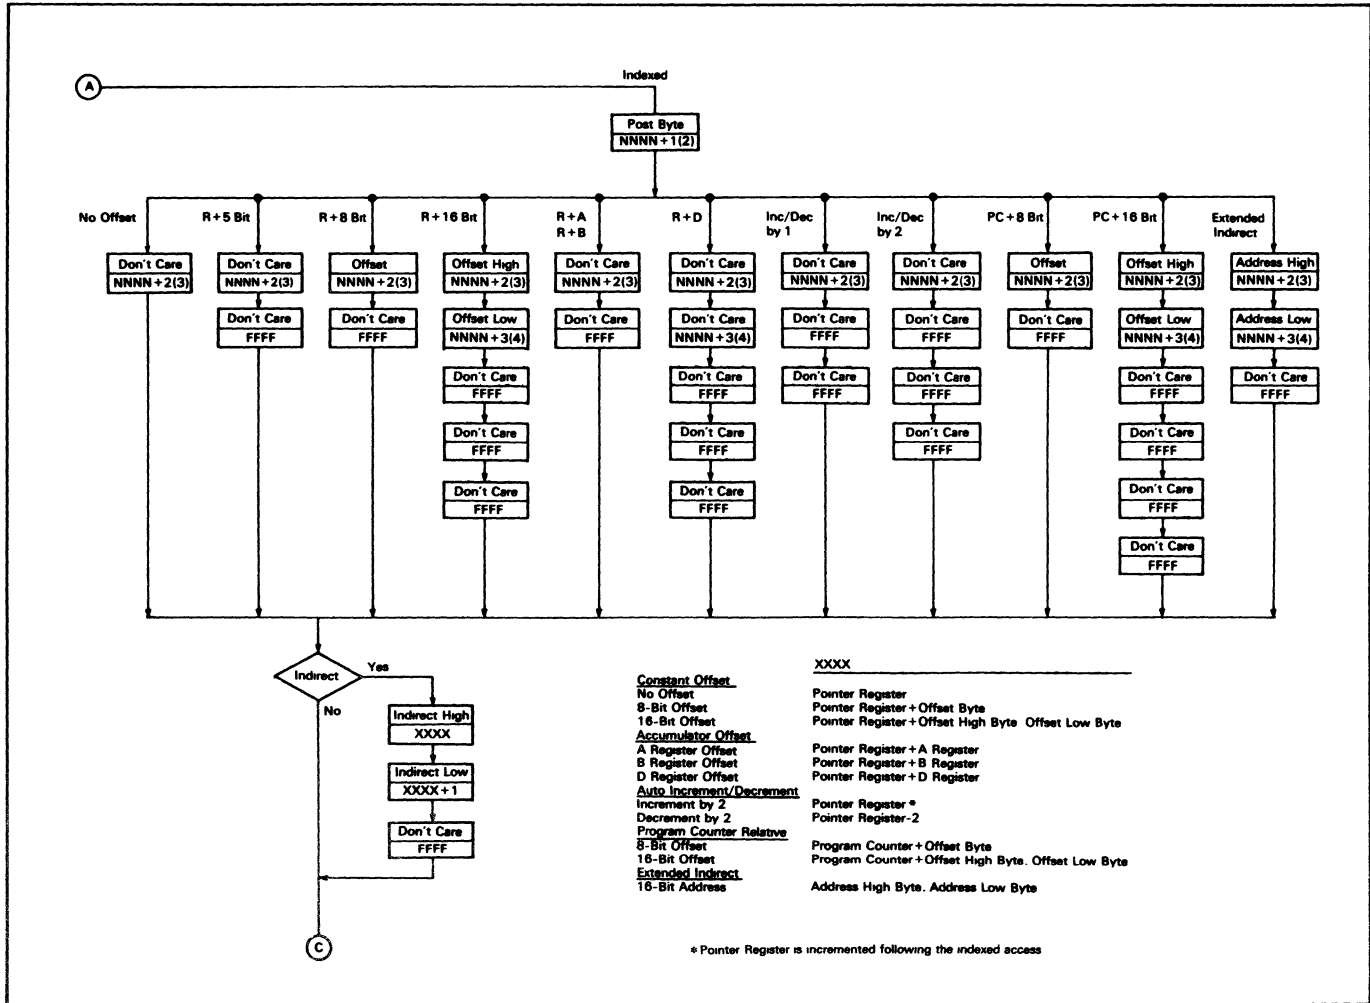 Indexed
A
Post Byte
NNNN+1(2)
No Offset
R+5 Bit
R+8 Bit
R+16 Bit
R+A
R+B
R+D
Inc/Dec
by 1
Inc/Dec
by 2
PC+8 Bit
PC+16 Bit
Extended
Indirect
Don't Care
NNNN+2(3)
Don't Care
NNNN+2(3)
Don't Care
FFFF
Offset
NNNN+2(3)
Don't Care
FFFF
Offset High
NNNN+2(3)
Offset Low
NNNN+3(4)
Don't Care
FFFF
Don't Care
FFFF
Don't Care
FFFF
Don't Care
NNNN+2(3)
Don't Care
FFFF
Don't Care
NNNN+2(3)
Don't Care
NNNN+3(4)
Don't Care
FFFF
Don't Care
FFFF
Don't Care
FFFF
Don't Care
NNNN+2(3)
Don't Care
FFFF
Don't Care
FFFF
Don't Care
NNNN+2(3)
Don't Care
FFFF
Don't Care
FFFF
Don't Care
FFFF
Offset
NNNN+2(3)
Don't Care
FFFF
Offset High
NNNN+2(3)
Offset Low
NNNN+3(4)
Don't Care
FFFF
Don't Care
FFFF
Don't Care
FFFF
Don't Care
FFFF
Address High
NNNN+2(3)
Address Low
NNNN+3(4)
Don't Care
FFFF
Indirect
Yes
No
Indirect High
XXXX
Indirect Low
XXXX+1
Don't Care
FFFF
C
XXXX
Constant Offset
No Offset Pointer Register
8-Bit Offset Pointer Register+Offset Byte
16-Bit Offset Pointer Register+Offset High Byte Offset Low Byte
Accumulator Offset
A Register Offset Pointer Register+A Register
B Register Offset Pointer Register+B Register
D Register Offset Pointer Register+D Register
Auto Increment/Decrement
Increment by 2 Pointer Register *
Decrement by 2 Pointer Register-2
Program Counter Relative
8-Bit Offset Program Counter+Offset Byte
16-Bit Offset Program Counter+Offset High Byte. Offset Low Byte
Extended Indirect
16-Bit Address Address High Byte. Address Low Byte
* Pointer Register is incremented following the indexed access